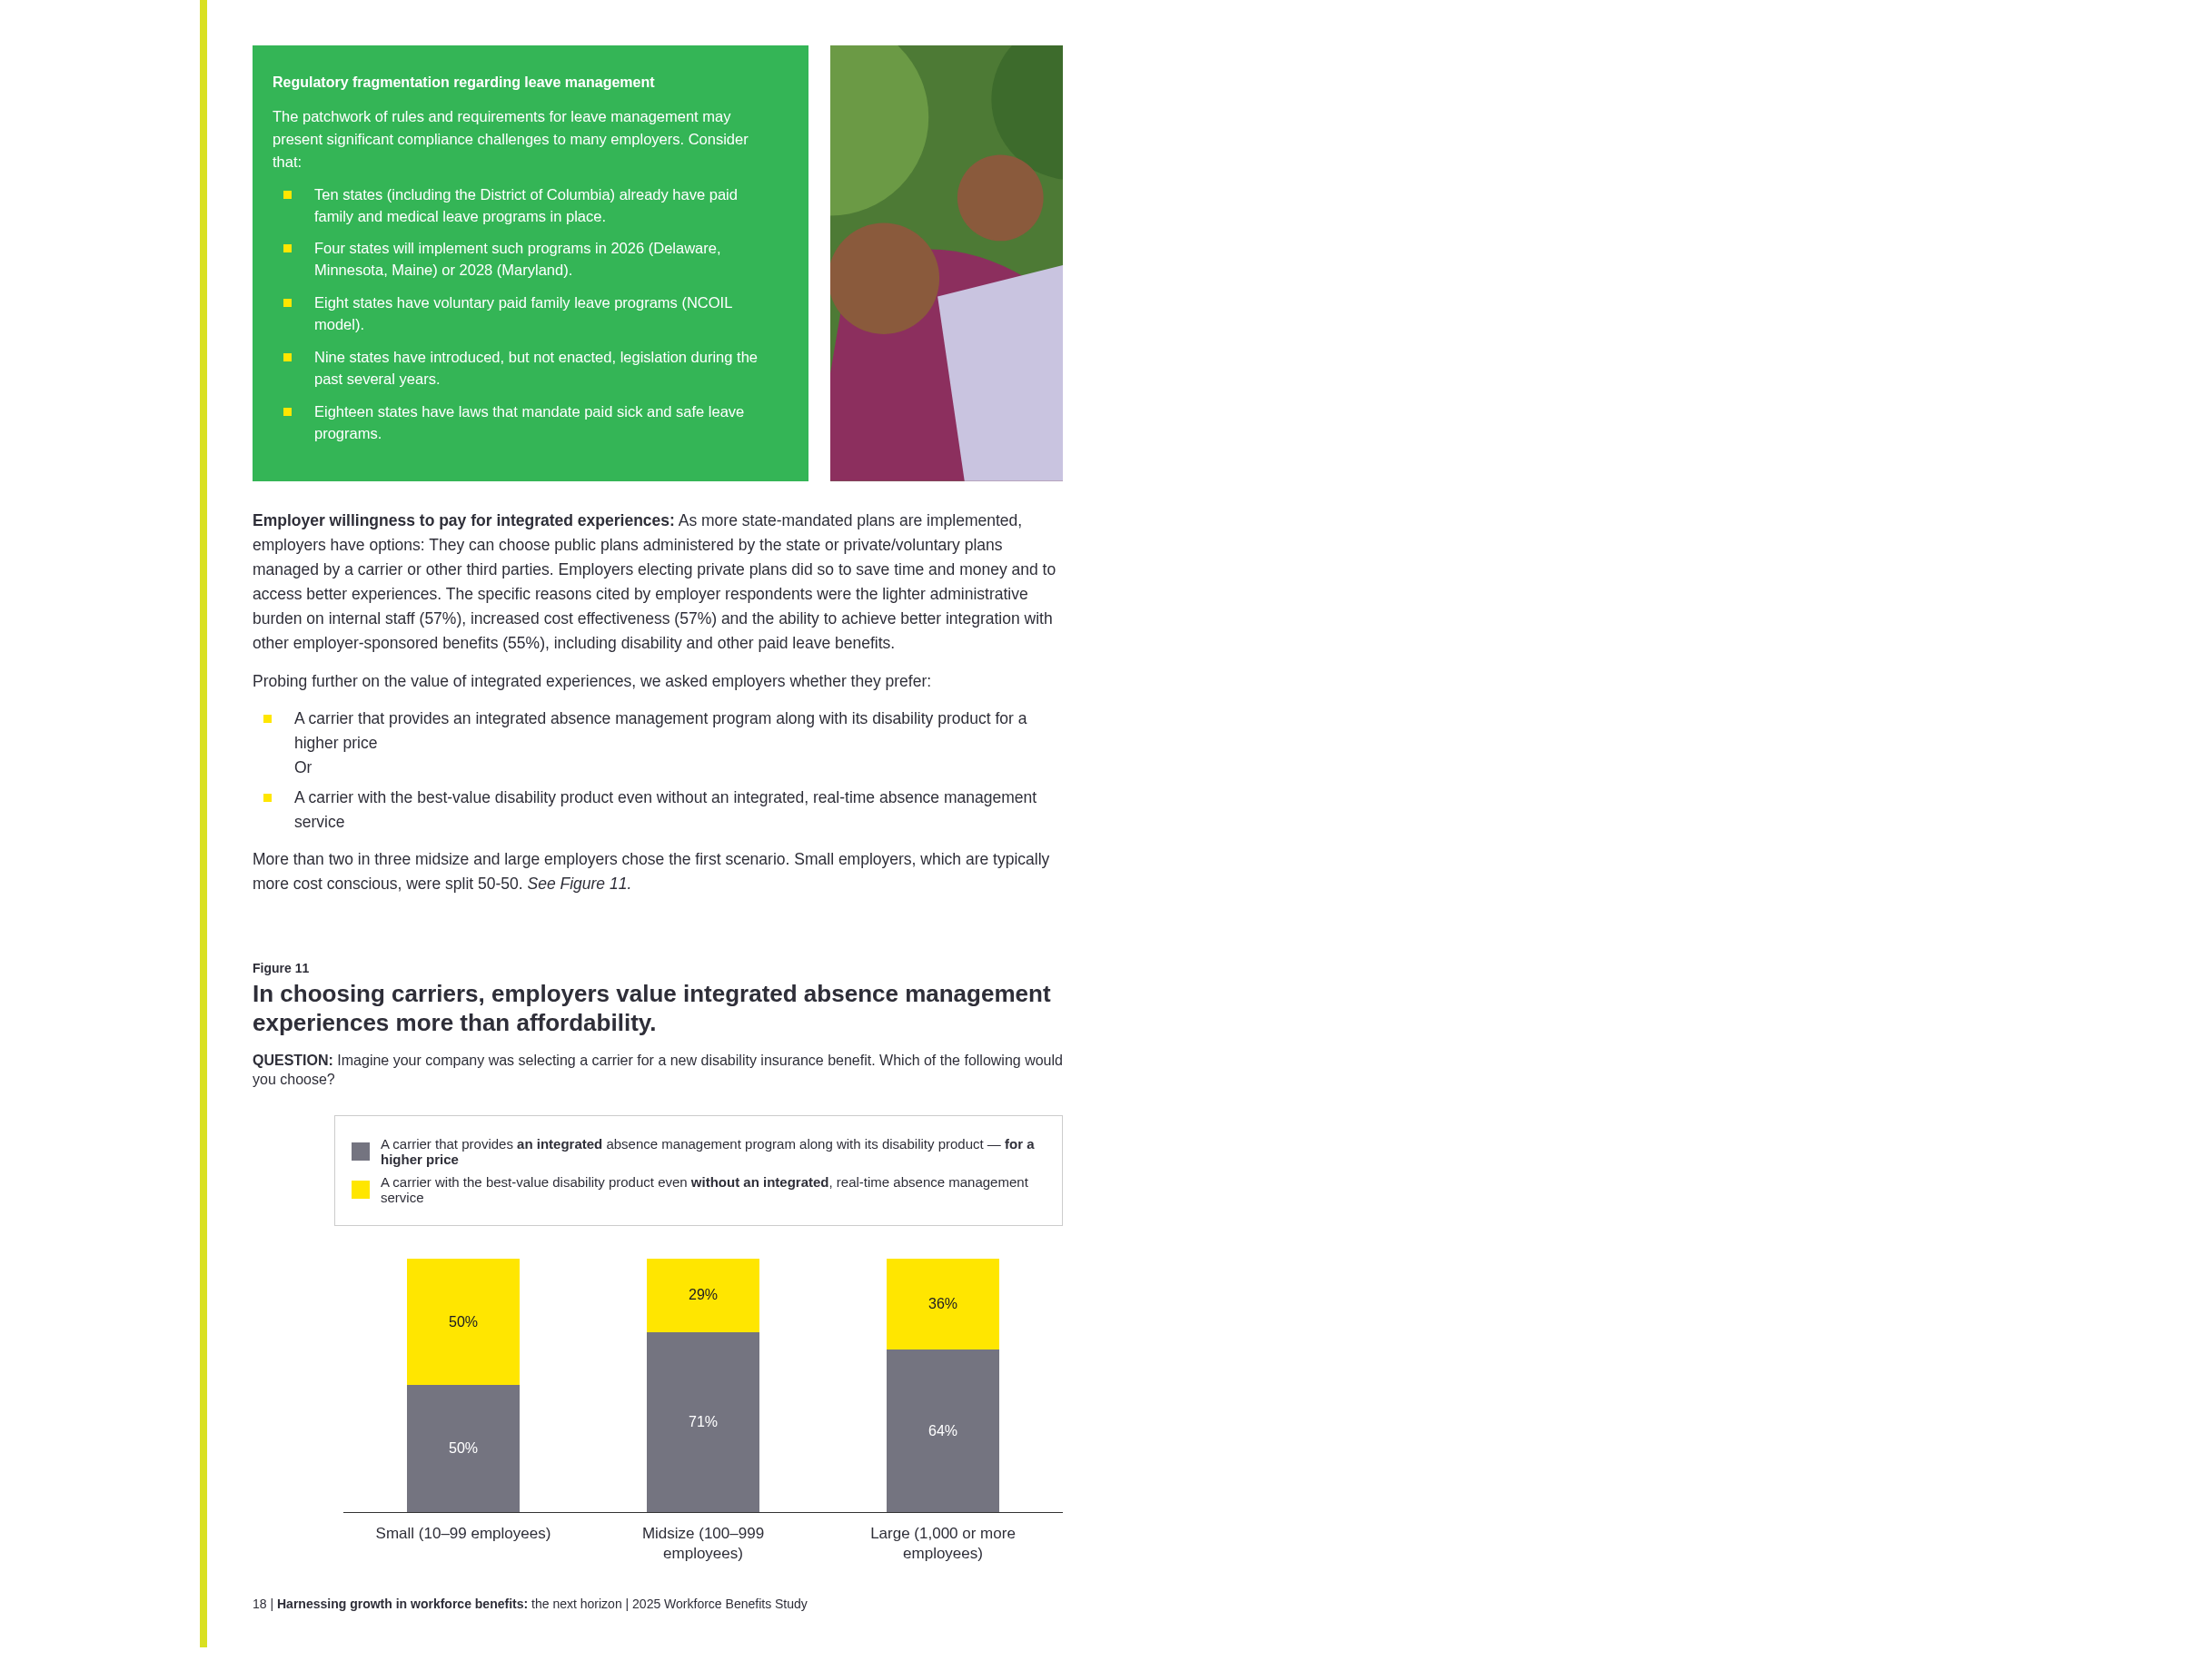 Regulatory fragmentation regarding leave management
The patchwork of rules and requirements for leave management may
present significant compliance challenges to many employers. Consider
that:
Ten states (including the District of Columbia) already have paid
family and medical leave programs in place.
Four states will implement such programs in 2026 (Delaware,
Minnesota, Maine) or 2028 (Maryland).
Eight states have voluntary paid family leave programs (NCOIL
model).
Nine states have introduced, but not enacted, legislation during the
past several years.
Eighteen states have laws that mandate paid sick and safe leave
programs.
Employer willingness to pay for integrated experiences: As more state-mandated plans are implemented,
employers have options: They can choose public plans administered by the state or private/voluntary plans
managed by a carrier or other third parties. Employers electing private plans did so to save time and money and to
access better experiences. The specific reasons cited by employer respondents were the lighter administrative
burden on internal staff (57%), increased cost effectiveness (57%) and the ability to achieve better integration with
other employer-sponsored benefits (55%), including disability and other paid leave benefits.
Probing further on the value of integrated experiences, we asked employers whether they prefer:
A carrier that provides an integrated absence management program along with its disability product for a
higher price
Or
A carrier with the best-value disability product even without an integrated, real-time absence management
service
More than two in three midsize and large employers chose the first scenario. Small employers, which are typically
more cost conscious, were split 50-50. See Figure 11.
Figure 11
In choosing carriers, employers value integrated absence management
experiences more than affordability.
QUESTION: Imagine your company was selecting a carrier for a new disability insurance benefit. Which of the following would
you choose?
A carrier that provides an integrated absence management program along with its disability product — for a
higher price
A carrier with the best-value disability product even without an integrated, real-time absence management
service
50%
29%
36%
50%
71%
64%
Small (10–99 employees)
Midsize (100–999
employees)
Large (1,000 or more
employees)
18 | Harnessing growth in workforce benefits: the next horizon | 2025 Workforce Benefits Study